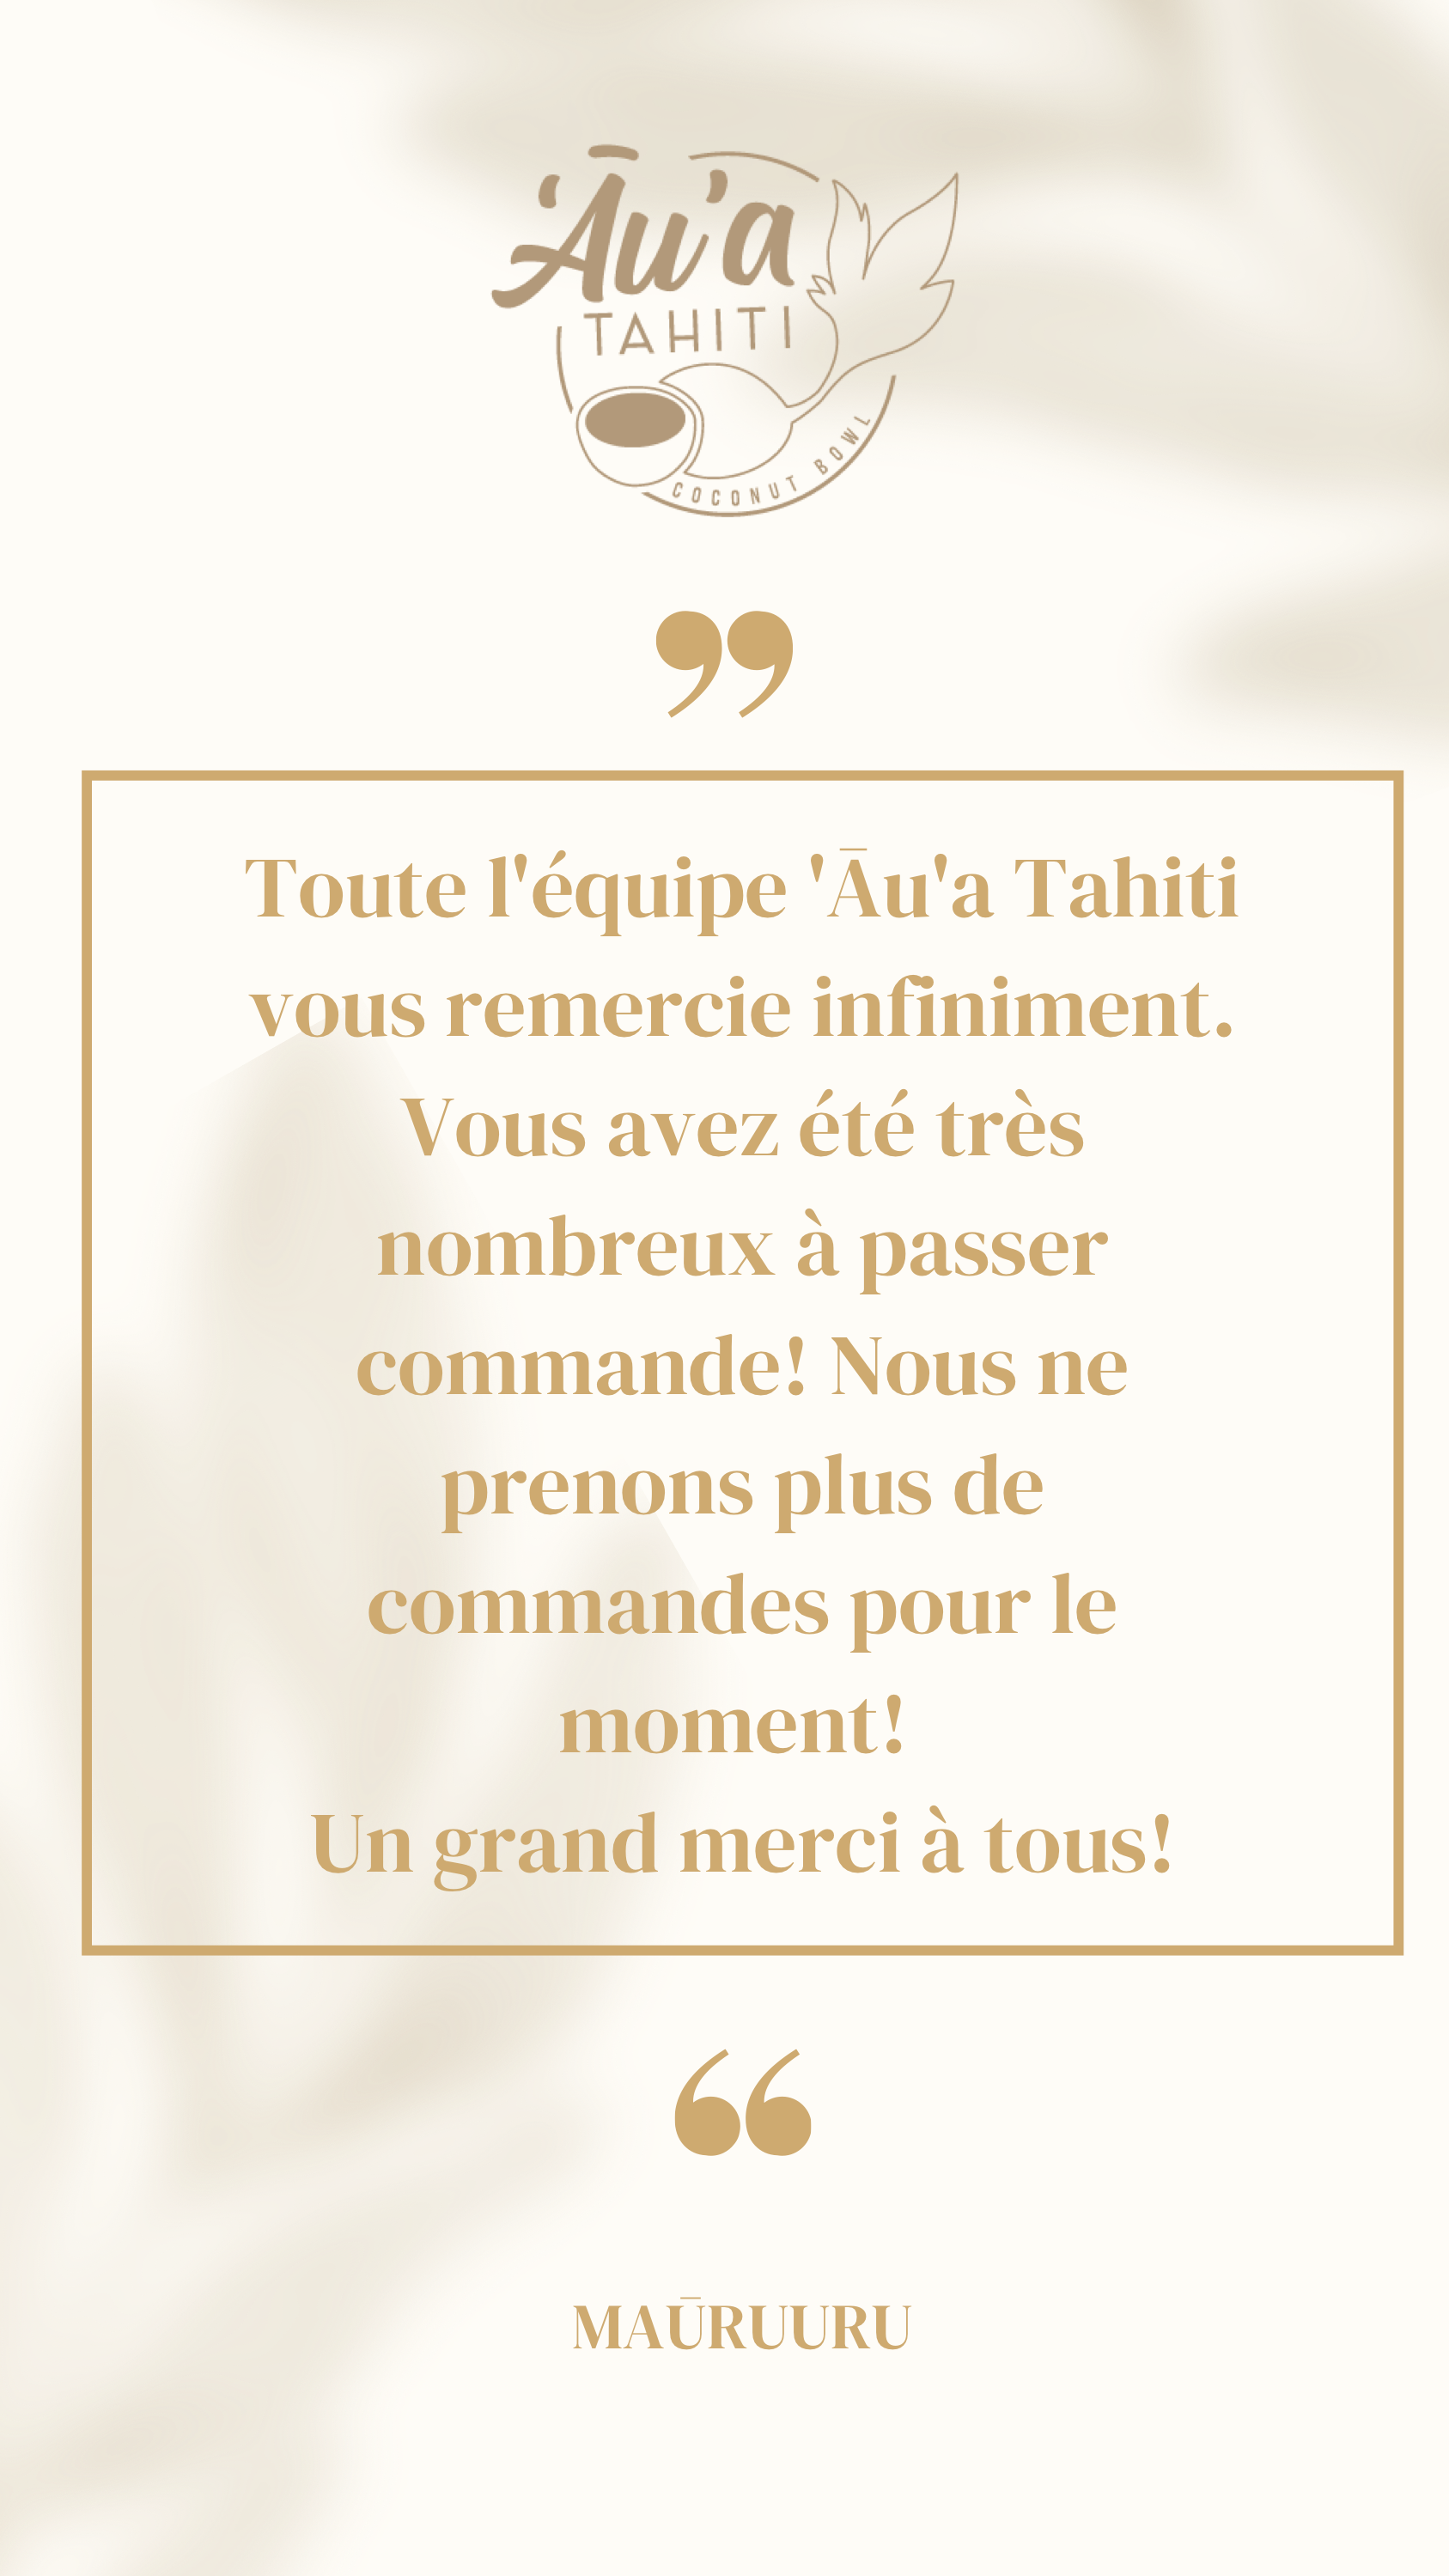 ‘Āu’a
TAHITI
COCONUT BOWL
”
Toute l'équipe 'Āu'a Tahiti
vous remercie infiniment.
Vous avez été très
nombreux à passer
commande! Nous ne
prenons plus de
commandes pour le
moment!
Un grand merci à tous!
“
MAŪRUURU